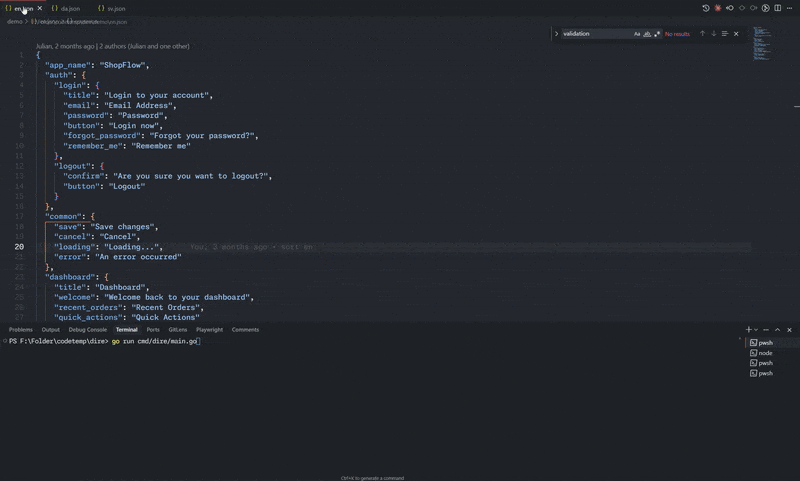 en.json
da.json
sv.json
demo
validation
Aa
No results
Julian, 2 months ago | 2 authors (Julian and one other)
1 {
2 "app_name": "ShopFlow",
3 "auth": {
4 "login": {
5 "title": "Login to your account",
6 "email": "Email Address",
7 "password": "Password",
8 "button": "Login now",
9 "forgot_password": "Forgot your password?",
10 "remember_me": "Remember me"
11 },
12 "logout": {
13 "confirm": "Are you sure you want to logout?",
14 "button": "Logout"
15 }
16 },
17 "common": {
18 "save": "Save changes",
19 "cancel": "Cancel",
20 "loading": "Loading...", You, 3 months ago
21 "error": "An error occurred"
22 },
23 "dashboard": {
24 "title": "Dashboard",
25 "welcome": "Welcome back to your dashboard",
26 "recent_orders": "Recent Orders",
27 "quick_actions": "Quick Actions"
Problems Output Debug Console Terminal Ports GitLens Playwright Comments
PS F:\Folder\codetemp\dire> go run cmd/dire/main.go
pwsh
node
pwsh
pwsh
to generate a command